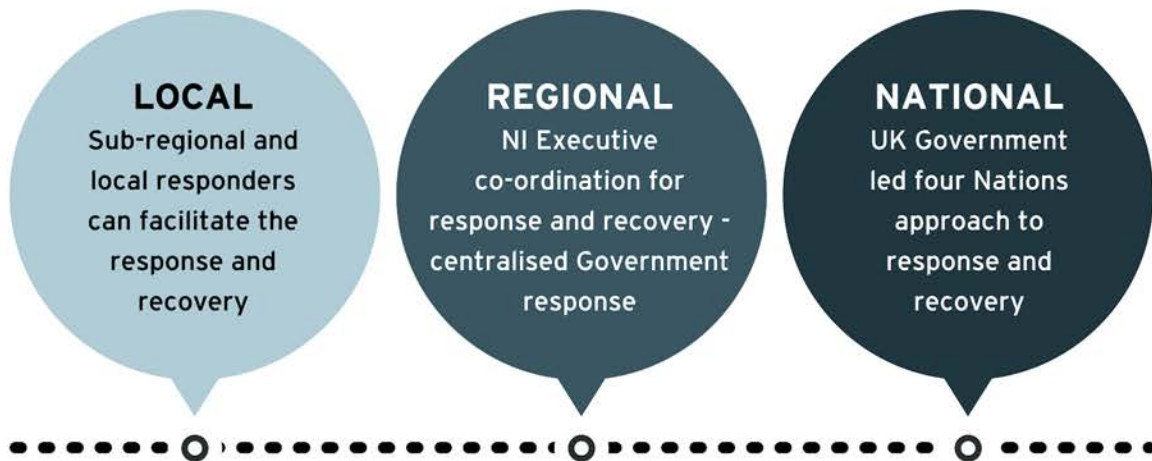 LOCAL
Sub-regional and
local responders
can facilitate the
response and
recovery
REGIONAL
NI Executive
co-ordination for
response and recovery -
centralised Government
response
NATIONAL
UK Government
led four Nations
approach to
response and
recovery